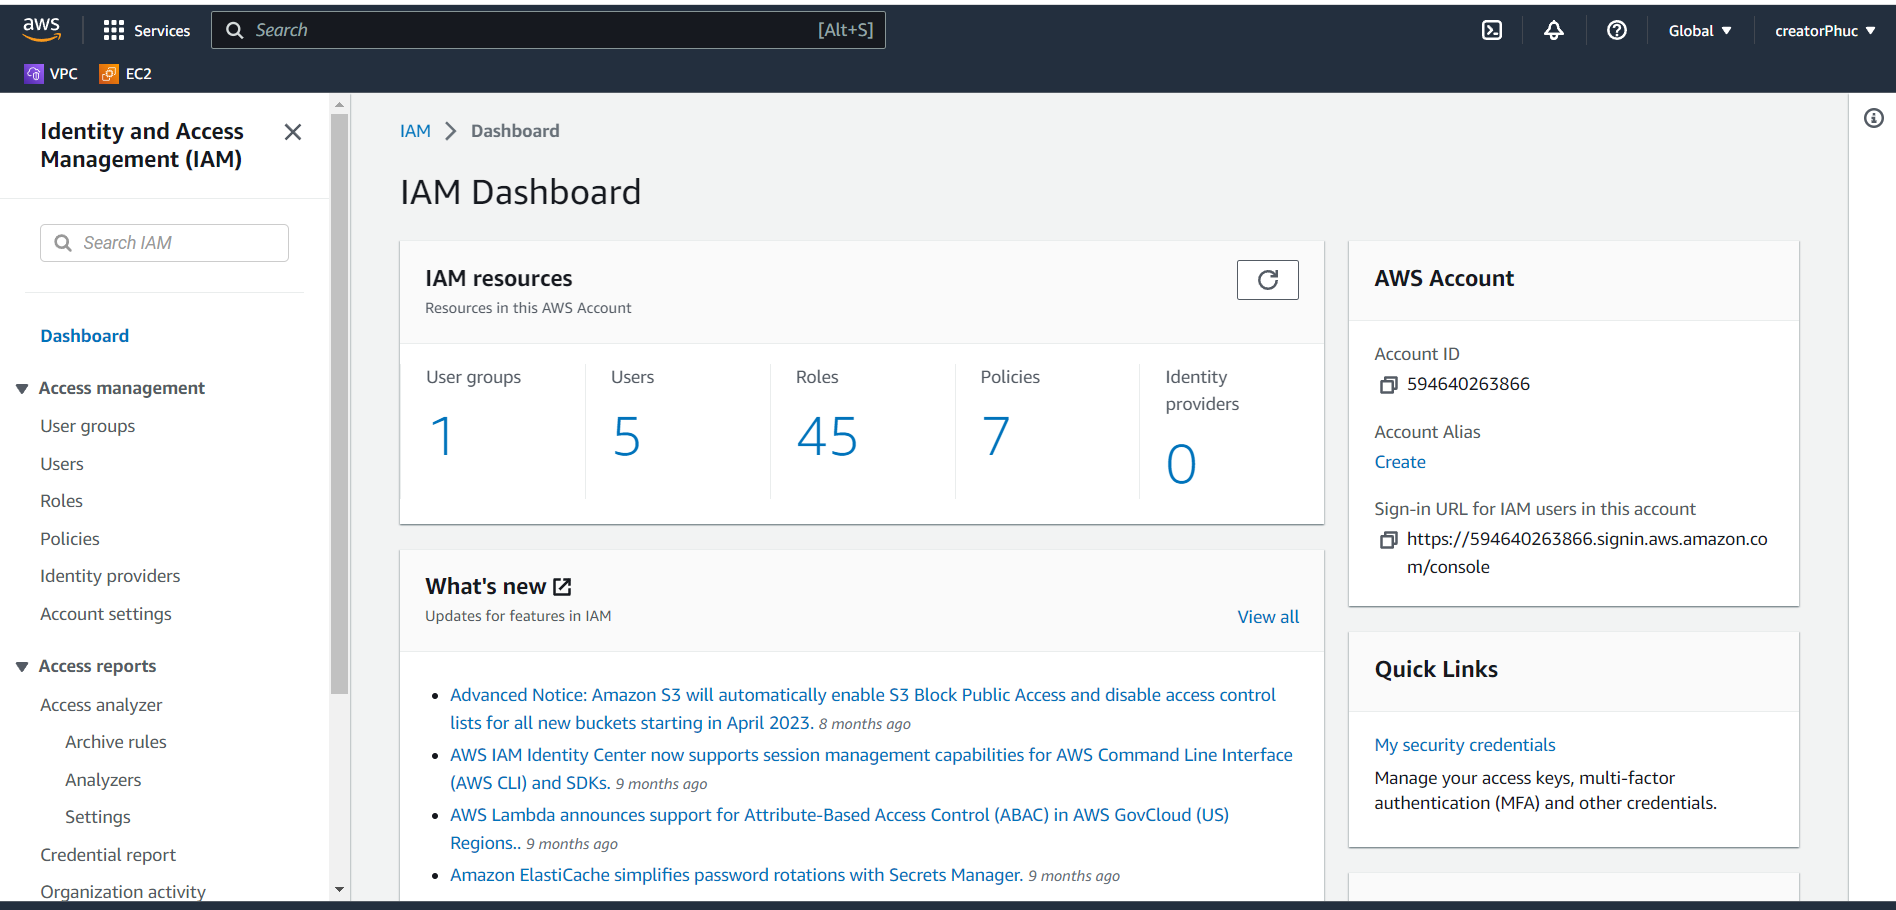 aws
Services
Search
[Alt+S]
Global
creatorPhuc
VPC
EC2
Identity and Access
Management (IAM)
Search IAM
Dashboard
Access management
User groups
Users
Roles
Policies
Identity providers
Account settings
Access reports
Access analyzer
Archive rules
Analyzers
Settings
Credential report
Organization activity
IAM
Dashboard
IAM Dashboard
IAM resources
Resources in this AWS Account
User groups
1
Users
5
Roles
45
Policies
7
Identity
providers
0
What's new
Updates for features in IAM
View all
Advanced Notice: Amazon S3 will automatically enable S3 Block Public Access and disable access control
lists for all new buckets starting in April 2023. 8 months ago
AWS IAM Identity Center now supports session management capabilities for AWS Command Line Interface
(AWS CLI) and SDKs. 9 months ago
AWS Lambda announces support for Attribute-Based Access Control (ABAC) in AWS GovCloud (US)
Regions.. 9 months ago
Amazon ElastiCache simplifies password rotations with Secrets Manager. 9 months ago
AWS Account
Account ID
594640263866
Account Alias
Create
Sign-in URL for IAM users in this account
https://594640263866.signin.aws.amazon.co
m/console
Quick Links
My security credentials
Manage your access keys, multi-factor
authentication (MFA) and other credentials.